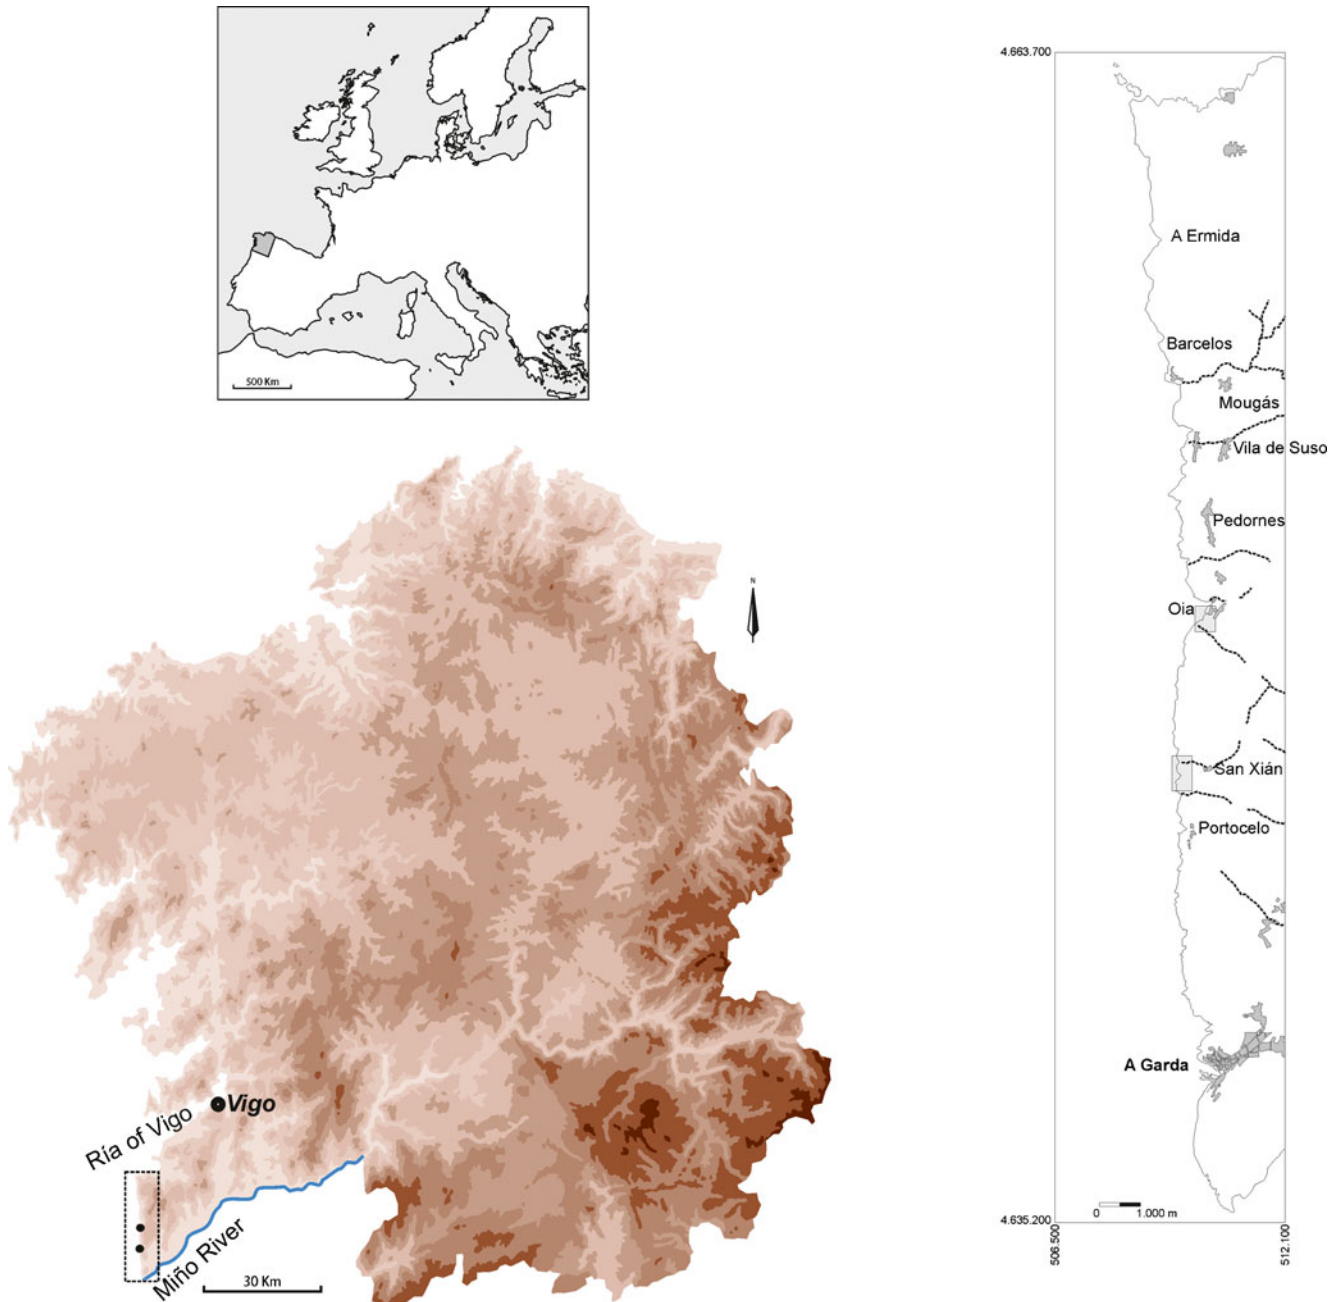 500 Km
N
Vigo
Ría of Vigo
Miño River
30 Km
4.663.700
A Ermida
Barcelos
Mougás
Vila de Suso
Pedornes
Oia
San Xián
Portocelo
A Garda
0 1.000 m
4.635.200
506.500
512.100